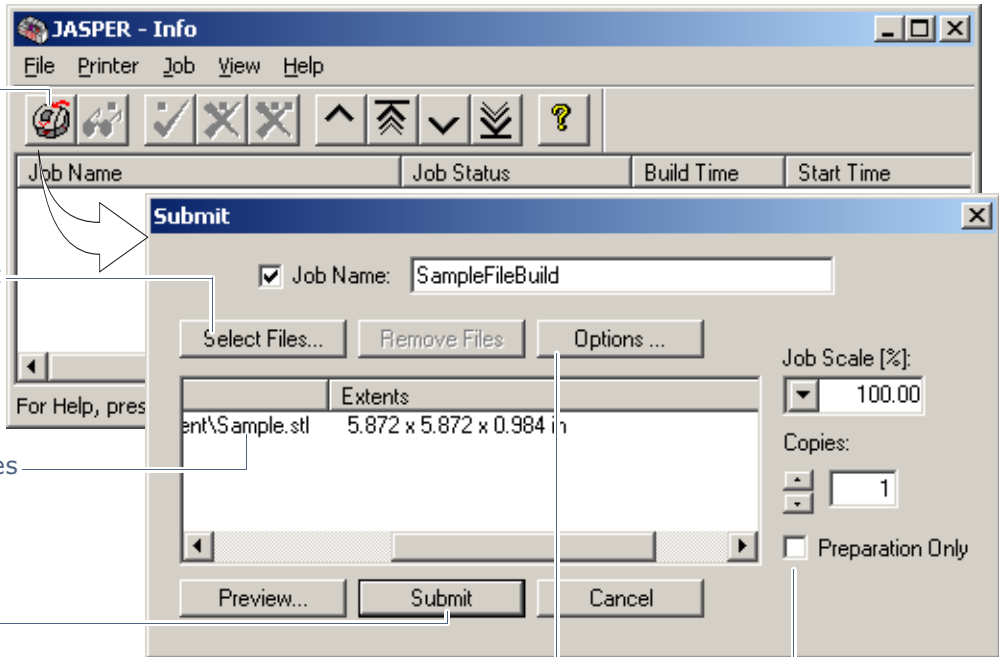 JASPER - Info
File Printer Job View Help
Job Name Job Status Build Time Start Time
Submit
Job Name: SampleFileBuild
Select Files... Remove Files Options ...
Job Scale [%]:
100.00
Extents
ent\Sample.stl 5.872 x 5.872 x 0.984 in
Copies:
1
Preparation Only
Preview... Submit Cancel
For Help, pres
es